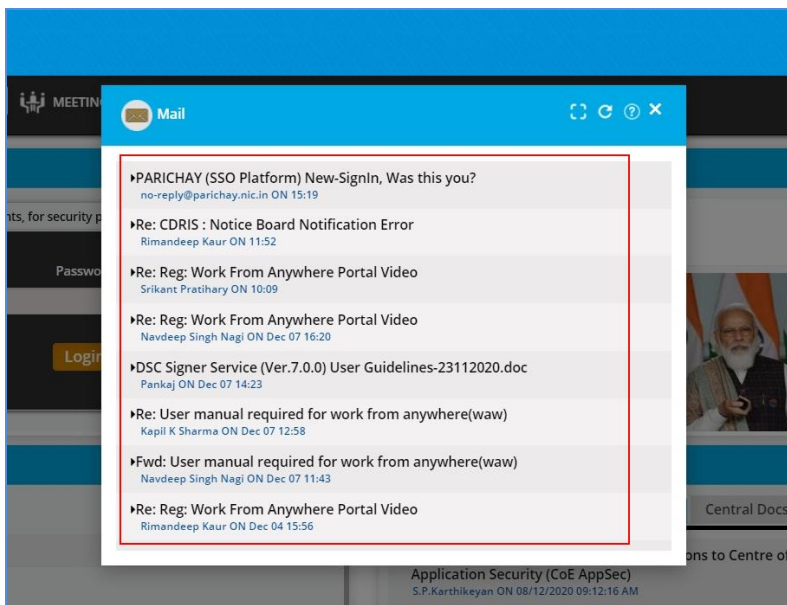 MEETIN
Mail
▸PARICHAY (SSO Platform) New-SignIn, Was this you?
no-reply@parichay.nic.in ON 15:19
▸Re: CDRIS : Notice Board Notification Error
Rimandeep Kaur ON 11:52
▸Re: Reg: Work From Anywhere Portal Video
Srikant Pratihary ON 10:09
▸Re: Reg: Work From Anywhere Portal Video
Navdeep Singh Nagi ON Dec 07 16:20
▸DSC Signer Service (Ver.7.0.0) User Guidelines-23112020.doc
Pankaj ON Dec 07 14:23
▸Re: User manual required for work from anywhere(waw)
Kapil K Sharma ON Dec 07 12:58
▸Fwd: User manual required for work from anywhere(waw)
Navdeep Singh Nagi ON Dec 07 11:43
▸Re: Reg: Work From Anywhere Portal Video
Rimandeep Kaur ON Dec 04 15:56
nts, for security p
Passwo
Login
Central Docs
ons to Centre of
Application Security (CoE AppSec)
S.P.Karthikeyan ON 08/12/2020 09:12:16 AM